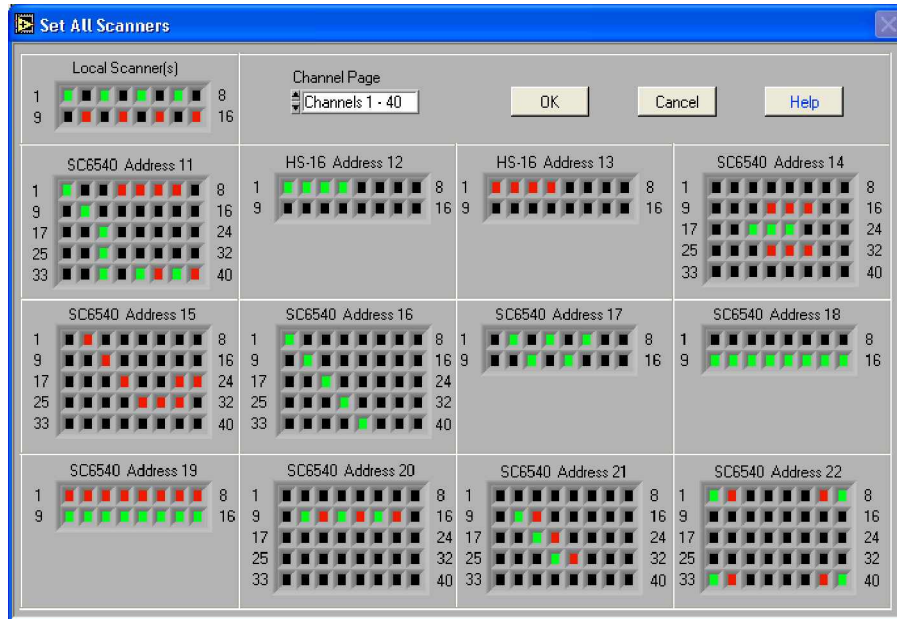 Set All Scanners
Local Scanner(s)
1 8
9 16
Channel Page
Channels 1 - 40
OK
Cancel
Help
SC6540 Address 11
1 8
9 16
17 24
25 32
33 40
HS-16 Address 12
1 8
9 16
HS-16 Address 13
1 8
9 16
SC6540 Address 14
1 8
9 16
17 24
25 32
33 40
SC6540 Address 15
1 8
9 16
17 24
25 32
33 40
SC6540 Address 16
1 8
9 16
17 24
25 32
33 40
SC6540 Address 17
1 8
9 16
SC6540 Address 18
1 8
9 16
SC6540 Address 19
1 8
9 16
SC6540 Address 20
1 8
9 16
17 24
25 32
33 40
SC6540 Address 21
1 8
9 16
17 24
25 32
33 40
SC6540 Address 22
1 8
9 16
17 24
25 32
33 40